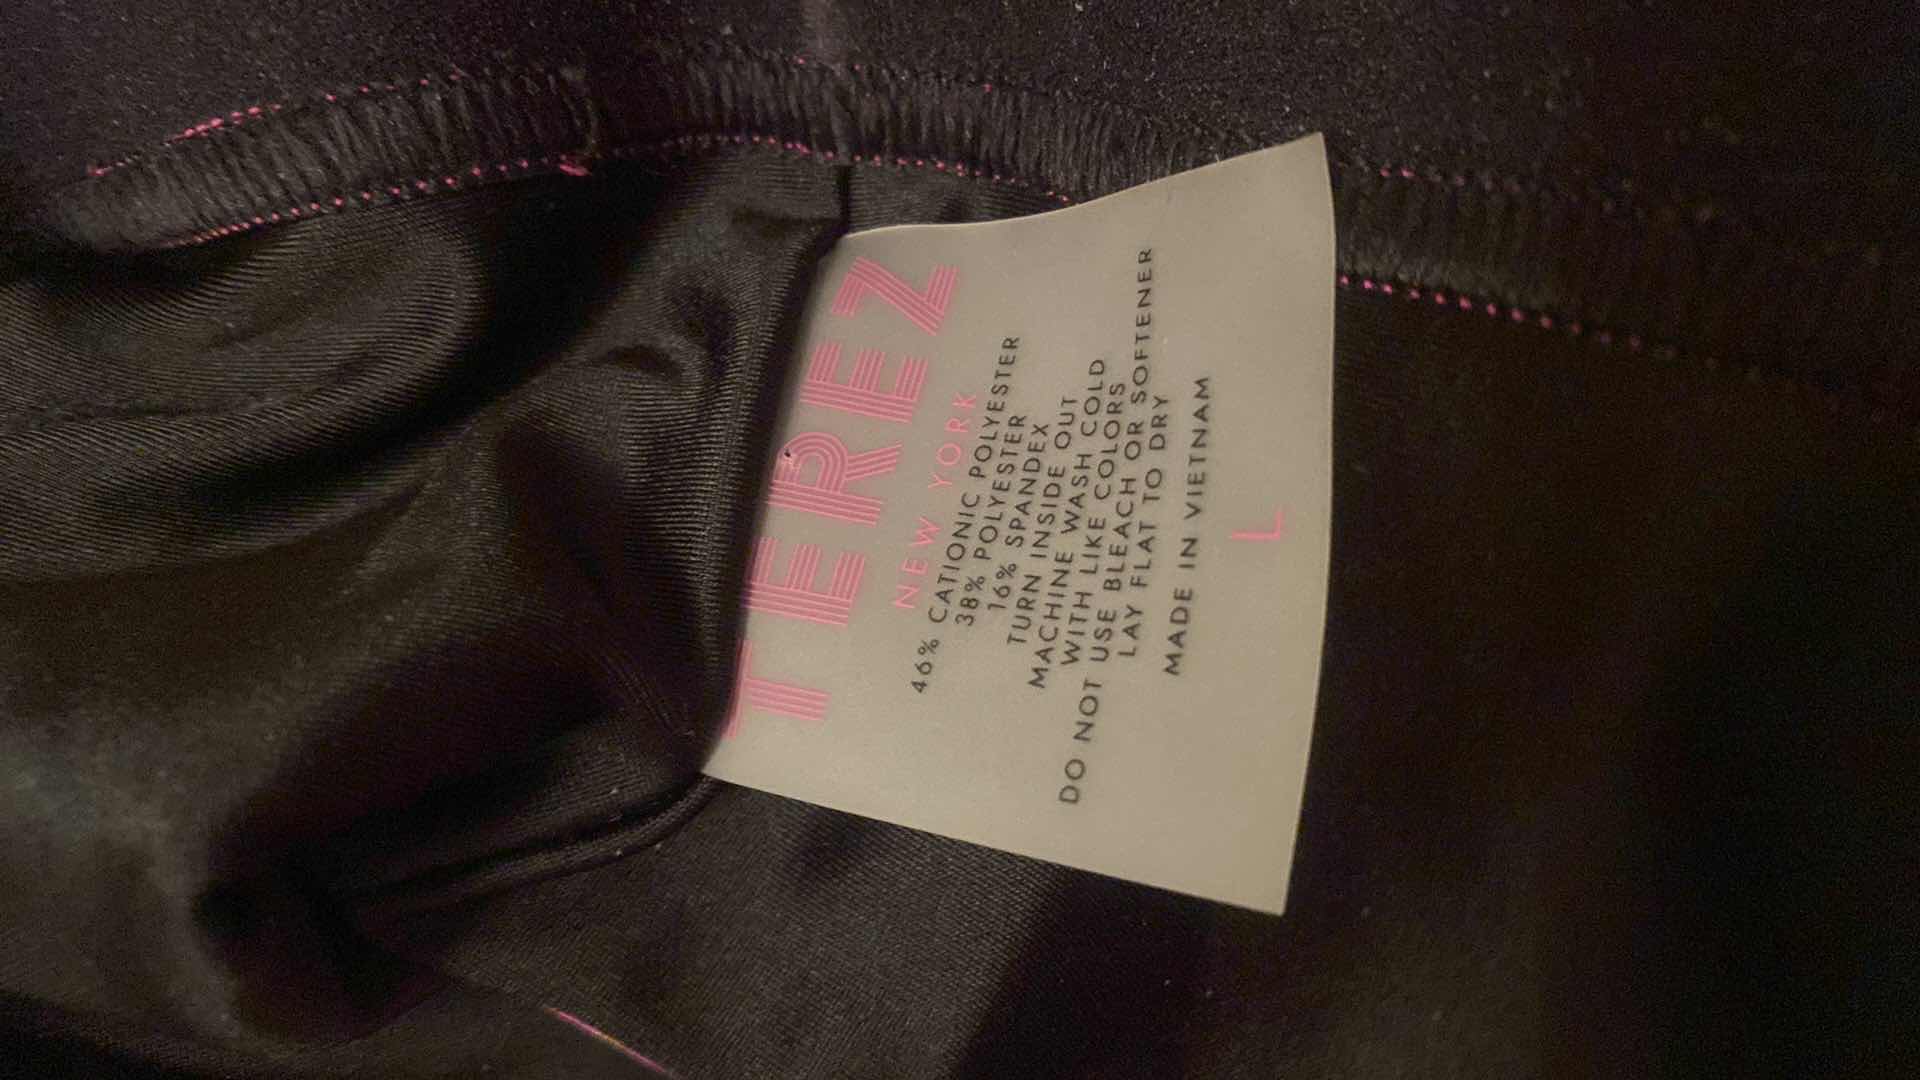 TEREZ
NEW YORK
46% CATIONIC POLYESTER
38% POLYESTER
16% SPANDEX
TURN INSIDE OUT
MACHINE WASH COLD
WITH LIKE COLORS
DO NOT USE BLEACH OR SOFTENER
LAY FLAT TO DRY
MADE IN VIETNAM
L